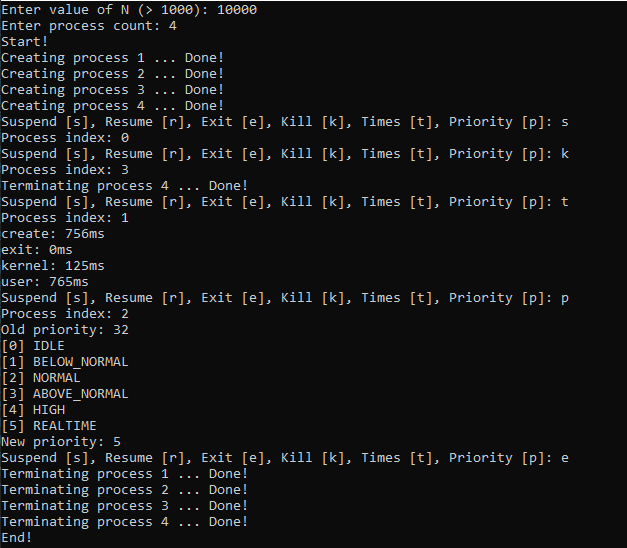 Enter value of N (> 1000): 10000
Enter process count: 4
Start!
Creating process 1 ... Done!
Creating process 2 ... Done!
Creating process 3 ... Done!
Creating process 4 ... Done!
Suspend [s], Resume [r], Exit [e], Kill [k], Times [t], Priority [p]: s
Process index: 0
Suspend [s], Resume [r], Exit [e], Kill [k], Times [t], Priority [p]: k
Process index: 3
Terminating process 4 ... Done!
Suspend [s], Resume [r], Exit [e], Kill [k], Times [t], Priority [p]: t
Process index: 1
create: 756ms
exit: 0ms
kernel: 125ms
user: 765ms
Suspend [s], Resume [r], Exit [e], Kill [k], Times [t], Priority [p]: p
Process index: 2
Old priority: 32
[0] IDLE
[1] BELOW_NORMAL
[2] NORMAL
[3] ABOVE_NORMAL
[4] HIGH
[5] REALTIME
New priority: 5
Suspend [s], Resume [r], Exit [e], Kill [k], Times [t], Priority [p]: e
Terminating process 1 ... Done!
Terminating process 2 ... Done!
Terminating process 3 ... Done!
Terminating process 4 ... Done!
End!